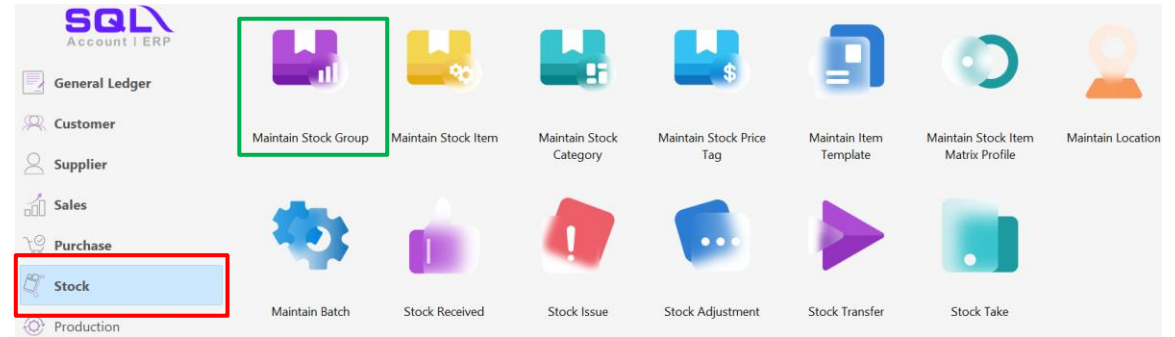 SQL
Account | ERP
General Ledger
Customer
Supplier
Sales
Purchase
Stock
Production
Maintain Stock Group
Maintain Stock Item
Maintain Stock
Category
Maintain Stock Price
Tag
Maintain Item
Template
Maintain Stock Item
Matrix Profile
Maintain Location
Maintain Batch
Stock Received
Stock Issue
Stock Adjustment
Stock Transfer
Stock Take